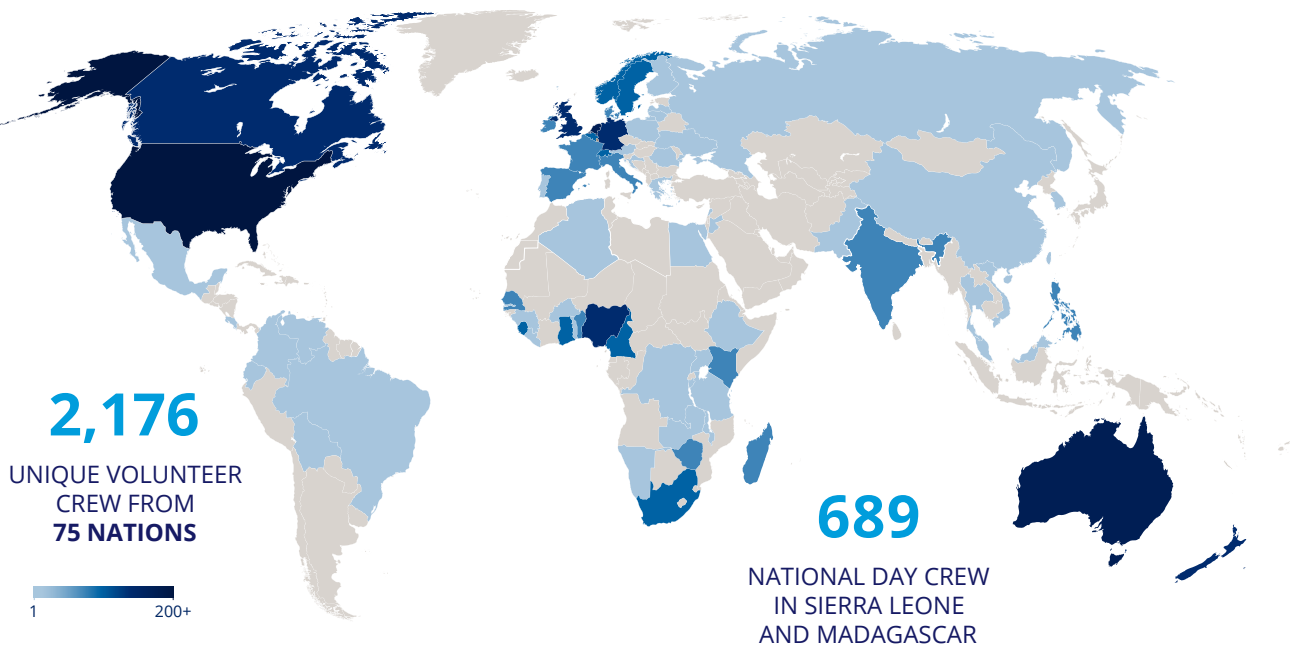 2,176
UNIQUE VOLUNTEER
CREW FROM
75 NATIONS
1
200+
689
NATIONAL DAY CREW
IN SIERRA LEONE
AND MADAGASCAR